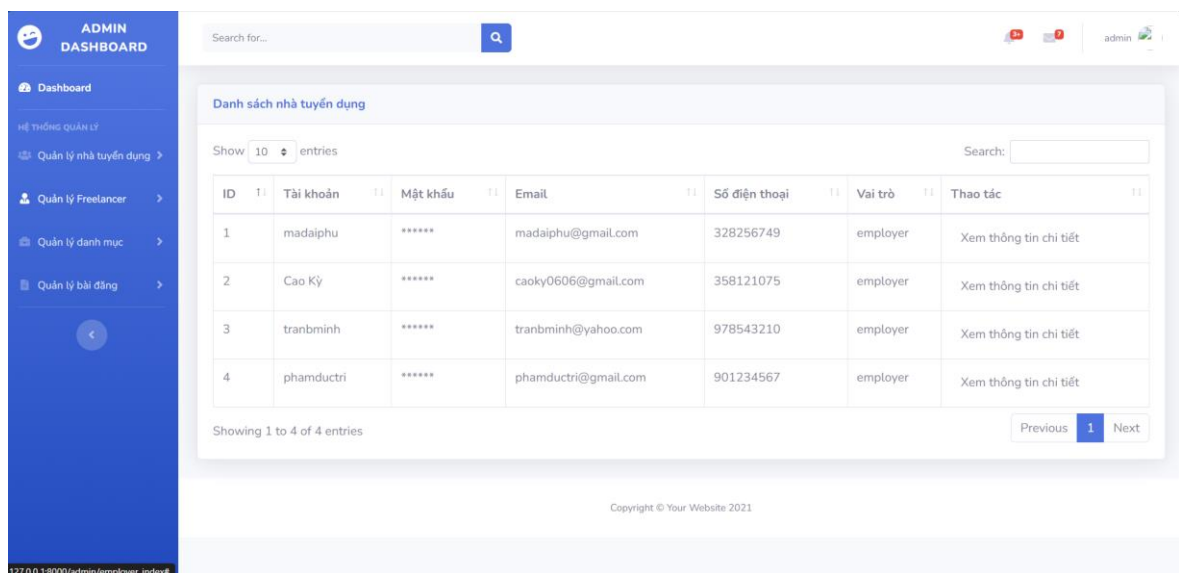 ADMIN
DASHBOARD
Search for...
3+
7
admin
Dashboard
HỆ THỐNG QUẢN LÝ
Quản lý nhà tuyển dụng
Quản lý Freelancer
Quản lý danh mục
Quản lý bài đăng
Danh sách nhà tuyển dụng
Show 10 entries
Search:
ID Tài khoản Mật khẩu Email Số điện thoại Vai trò Thao tác
1 madaiphu ****** madaiphu@gmail.com 328256749 employer Xem thông tin chi tiết
2 Cao Kỳ ****** caoky0606@gmail.com 358121075 employer Xem thông tin chi tiết
3 tranbminh ****** tranbminh@yahoo.com 978543210 employer Xem thông tin chi tiết
4 phamductri ****** phamductri@gmail.com 901234567 employer Xem thông tin chi tiết
Showing 1 to 4 of 4 entries
Previous 1 Next
Copyright © Your Website 2021
127.0.0.1:8000/admin/employer_index#